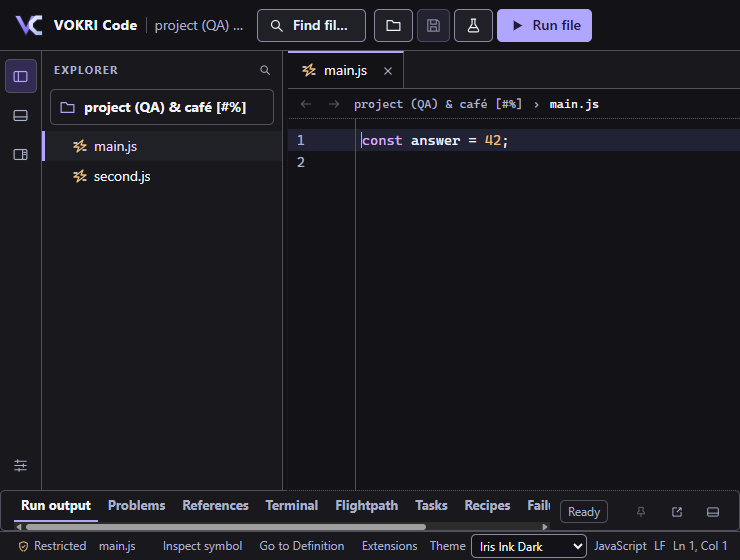 VOKRI Code project (QA) ... Find fil... Run file
EXPLORER
project (QA) & café [#%]
main.js
second.js
main.js
project (QA) & café [#%] › main.js
1 const answer = 42;
2
Run output Problems References Terminal Flightpath Tasks Recipes Ready
Restricted main.js Inspect symbol Go to Definition Extensions Theme Iris Ink Dark JavaScript LF Ln 1, Col 1